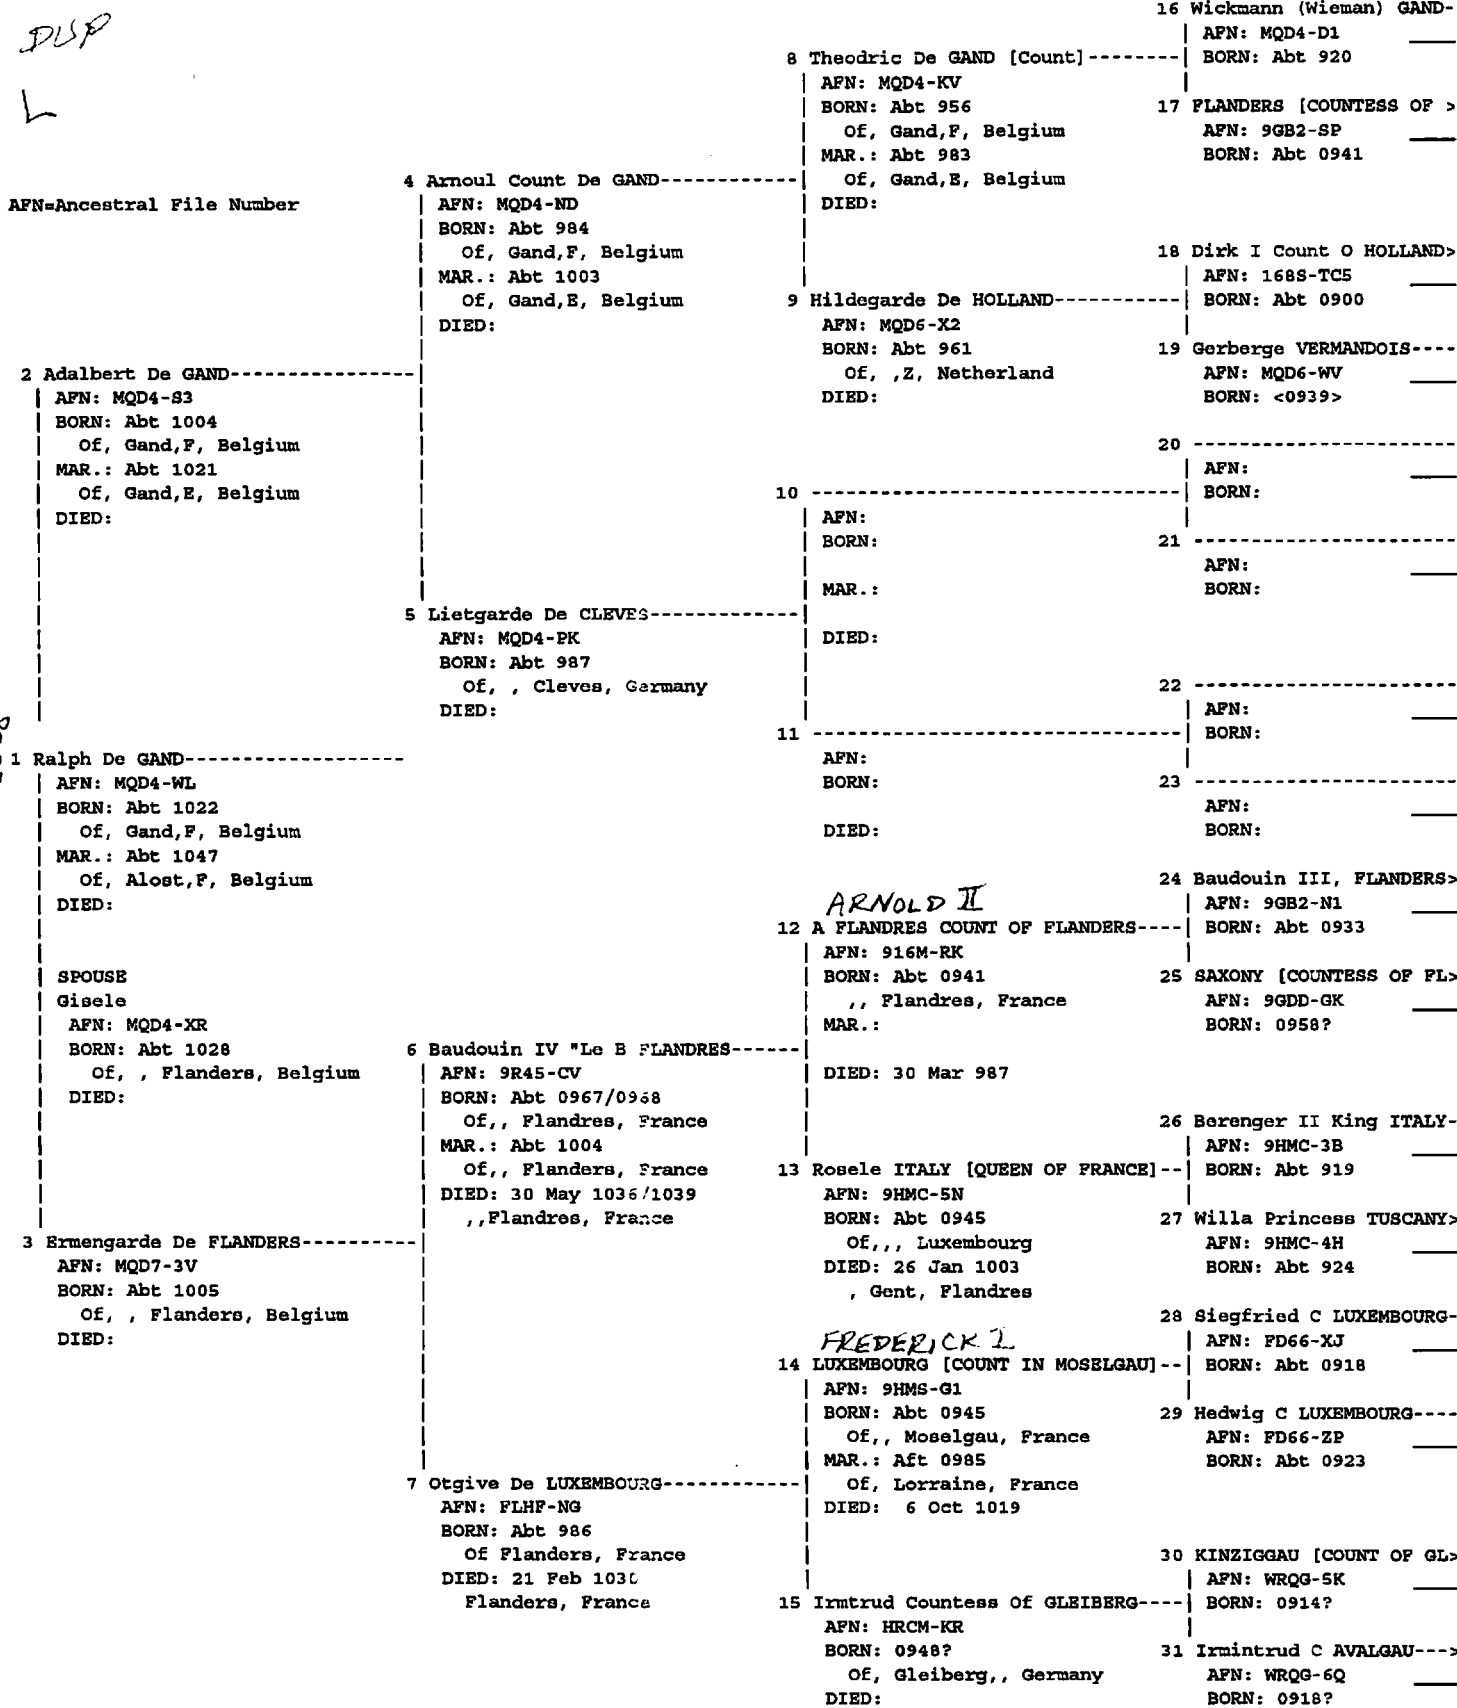 DUP
L
AFN=Ancestral File Number
1 Ralph De GAND
AFN: MQD4-WL
BORN: Abt 1022
Of, Gand,F, Belgium
MAR.: Abt 1047
Of, Alost,F, Belgium
DIED:
SPOUSE
Gisele
AFN: MQD4-XR
BORN: Abt 1028
Of, , Flanders, Belgium
DIED:
2 Adalbert De GAND
AFN: MQD4-S3
BORN: Abt 1004
Of, Gand,F, Belgium
MAR.: Abt 1021
Of, Gand,E, Belgium
DIED:
3 Ermengarde De FLANDERS
AFN: MQD7-3V
BORN: Abt 1005
Of, , Flanders, Belgium
DIED:
4 Arnoul Count De GAND
AFN: MQD4-ND
BORN: Abt 984
Of, Gand,F, Belgium
MAR.: Abt 1003
Of, Gand,E, Belgium
DIED:
5 Lietgarde De CLEVES
AFN: MQD4-PK
BORN: Abt 987
Of, , Cleves, Germany
DIED:
6 Baudouin IV "Le B FLANDRES
AFN: 9R45-CV
BORN: Abt 0967/0968
Of,, Flandres, France
MAR.: Abt 1004
Of,, Flanders, France
DIED: 30 May 1036/1039
,,Flandres, France
7 Otgive De LUXEMBOURG
AFN: FLHF-NG
BORN: Abt 986
Of Flanders, France
DIED: 21 Feb
Flanders, France
8 Theodric De GAND [Count]
AFN: MQD4-KV
BORN: Abt 956
Of, Gand,F, Belgium
MAR.: Abt 983
Of, Gand,E, Belgium
DIED:
9 Hildegarde De HOLLAND
AFN: MQD6-X2
BORN: Abt 961
Of, ,Z, Netherland
DIED:
10
AFN:
BORN:
MAR.:
DIED:
11
AFN:
BORN:
DIED:
ARNOLD II
12 A FLANDRES COUNT OF FLANDERS
AFN: 916M-RK
BORN: Abt 0941
,, Flandres, France
MAR.:
DIED: 30 Mar 987
13 Rosele ITALY [QUEEN OF FRANCE]
AFN: 9HMC-5N
BORN: Abt 0945
Of,,, Luxembourg
DIED: 26 Jan 1003
, Gent, Flandres
FREDERICK I
14 LUXEMBOURG [COUNT IN MOSELGAU]
AFN: 9HMS-G1
BORN: Abt 0945
Of,, Moselgau, France
MAR.: Aft 0985
Of, Lorraine, France
DIED: 6 Oct 1019
15 Irmtrud Countess Of GLEIBERG
AFN: HRCM-KR
BORN: 0948?
Of, Gleiberg,, Germany
DIED:
16 Wickmann (Wieman) GAND-
AFN: MQD4-D1
BORN: Abt 920
17 FLANDERS [COUNTESS OF >
AFN: 9GB2-SP
BORN: Abt 0941
18 Dirk I Count O HOLLAND>
AFN: 168S-TC5
BORN: Abt 0900
19 Gerberge VERMANDOIS----
AFN: MQD6-WV
BORN: <0939>
20
AFN:
BORN:
21
AFN:
BORN:
22
AFN:
BORN:
23
AFN:
BORN:
24 Baudouin III, FLANDERS>
AFN: 9GB2-N1
BORN: Abt 0933
25 SAXONY [COUNTESS OF FL>
AFN: 9GDD-GK
BORN: 0958?
26 Berenger II King ITALY-
AFN: 9HMC-3B
BORN: Abt 919
27 Willa Princess TUSCANY>
AFN: 9HMC-4H
BORN: Abt 924
28 Siegfried C LUXEMBOURG-
AFN: FD66-XJ
BORN: Abt 0918
29 Hedwig C LUXEMBOURG----
AFN: FD66-ZP
BORN: Abt 0923
30 KINZIGGAU [COUNT OF GL>
AFN: WRQG-5K
BORN: 0914?
31 Irmintrud C AVALGAU--->
AFN: WRQG-6Q
BORN: 0918?